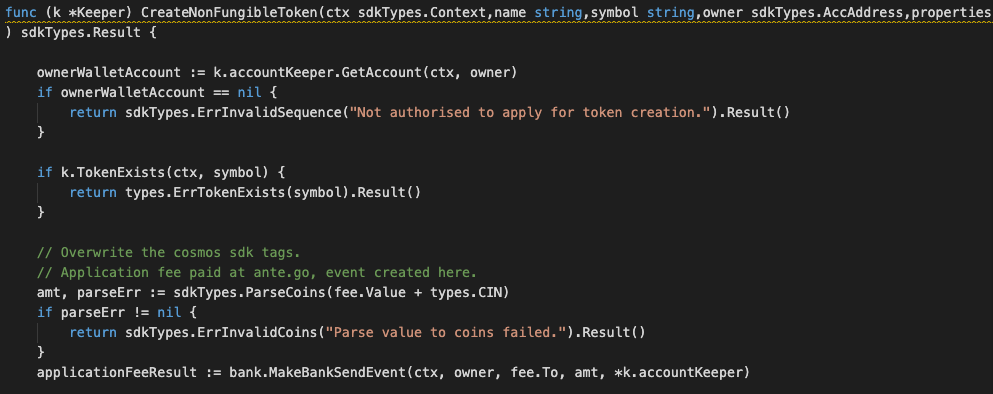 func (k *Keeper) CreateNonFungibleToken(ctx sdkTypes.Context,name string,symbol string,owner sdkTypes.AccAddress,properties
) sdkTypes.Result {
ownerWalletAccount := k.accountKeeper.GetAccount(ctx, owner)
if ownerWalletAccount == nil {
return sdkTypes.ErrInvalidSequence("Not authorised to apply for token creation.").Result()
}
if k.TokenExists(ctx, symbol) {
return types.ErrTokenExists(symbol).Result()
}
// Overwrite the cosmos sdk tags.
// Application fee paid at ante.go, event created here.
amt, parseErr := sdkTypes.ParseCoins(fee.Value + types.CIN)
if parseErr != nil {
return sdkTypes.ErrInvalidCoins("Parse value to coins failed.").Result()
}
applicationFeeResult := bank.MakeBankSendEvent(ctx, owner, fee.To, amt, *k.accountKeeper)